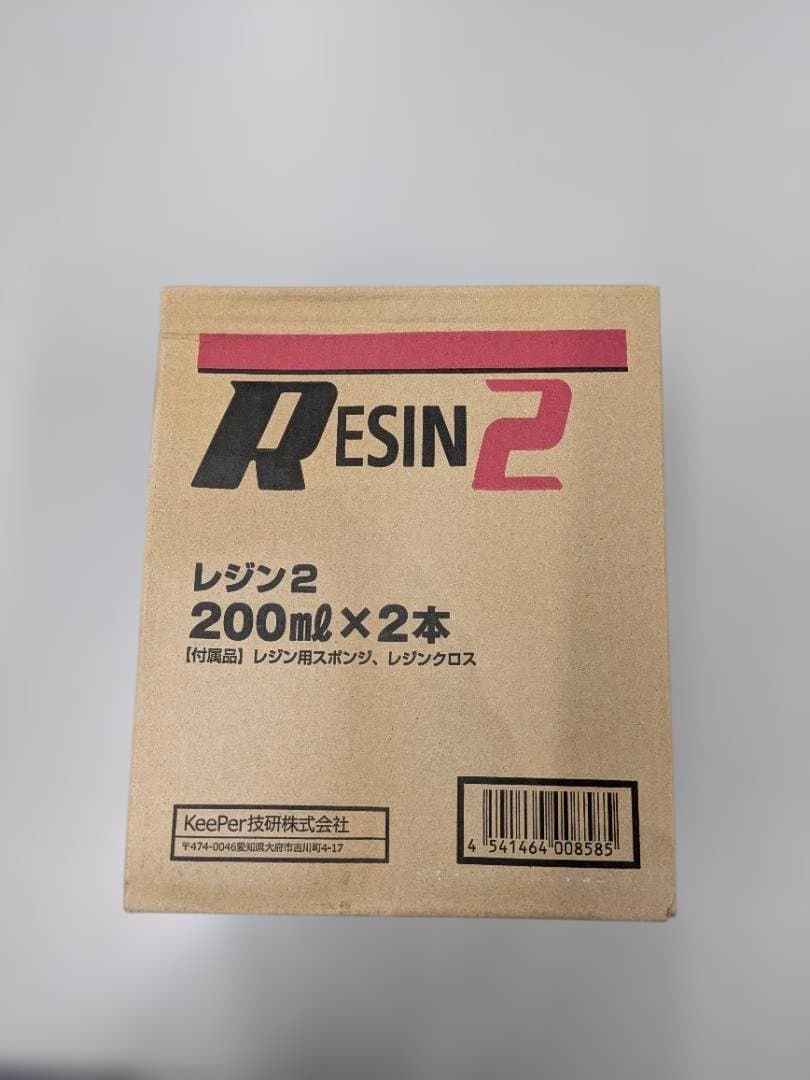 RESIN2
レジン2
200㎖×2本
【付属品】レジン用スポンジ、レジンクロス
KeePer技研株式会社
〒474-0046愛知県大府市吉川町4-17
4 541464 008585